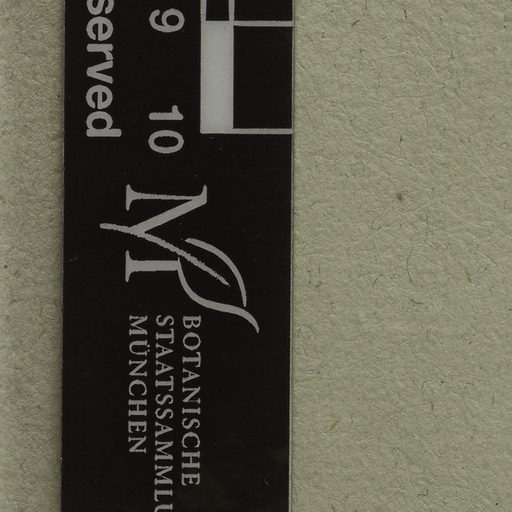 served
9 10
BOTANISCHE
STAATSSAMMLU
MÜNCHEN